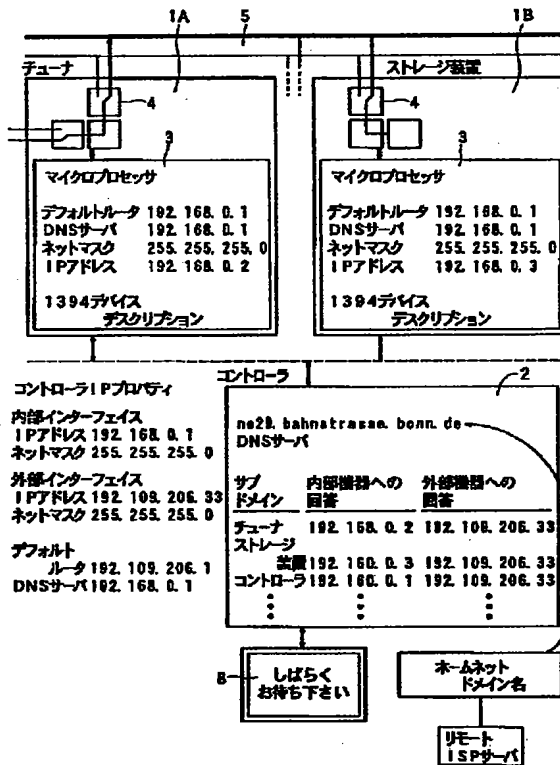 1A
5
1B
チューナ
ストレージ装置
4
4
3
3
マイクロプロセッサ
デフォルトルータ 192.168.0.1
DNSサーバ 192.168.0.1
ネットマスク 255.255.255.0
IPアドレス 192.168.0.2
1394デバイス
デスクリプション
マイクロプロセッサ
デフォルトルータ 192.168.0.1
DNSサーバ 192.168.0.1
ネットマスク 255.255.255.0
IPアドレス 192.168.0.3
1394デバイス
デスクリプション
コントローラIPプロパティ
内部インターフェイス
IPアドレス 192.168.0.1
ネットマスク 255.255.255.0
外部インターフェイス
IPアドレス 192.109.206.33
ネットマスク 255.255.255.0
デフォルト
ルータ 192.109.206.1
DNSサーバ 192.168.0.1
コントローラ
2
no29.bahnstrasse.bonn.de
DNSサーバ
サブ 内部機器への 外部機器への
ドメイン 回答 回答
チューナ 192.168.0.2 192.109.206.33
ストレージ
装置 192.160.0.3 192.109.206.33
コントローラ 192.160.0.1 192.109.206.33
8
しばらく
お待ち下さい
ホームネット
ドメイン名
リモート
ISPサーバ